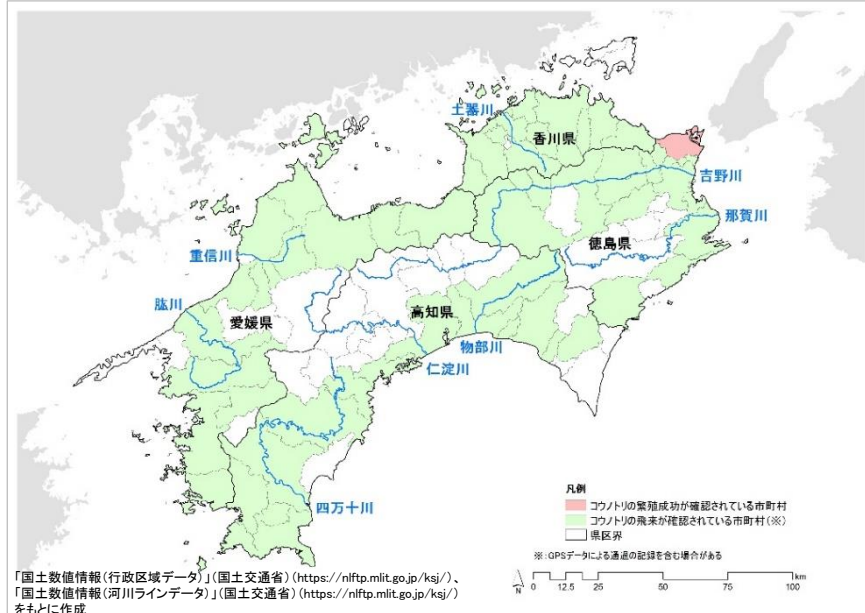 土器川
香川県
吉野川
那賀川
徳島県
重信川
肱川
愛媛県
高知県
物部川
仁淀川
四万十川
凡例
コウノトリの繁殖成功が確認されている市町村
コウノトリの飛来が確認されている市町村(※)
県区界
※:GPSデータによる通過の記録を含む場合がある
N
0 12.5 25 50 75 100
km
「国土数値情報(行政区域データ)」(国土交通省)(https://nlftp.mlit.go.jp/ksj/)、
「国土数値情報(河川ラインデータ)」(国土交通省)(https://nlftp.mlit.go.jp/ksj/)
をもとに作成